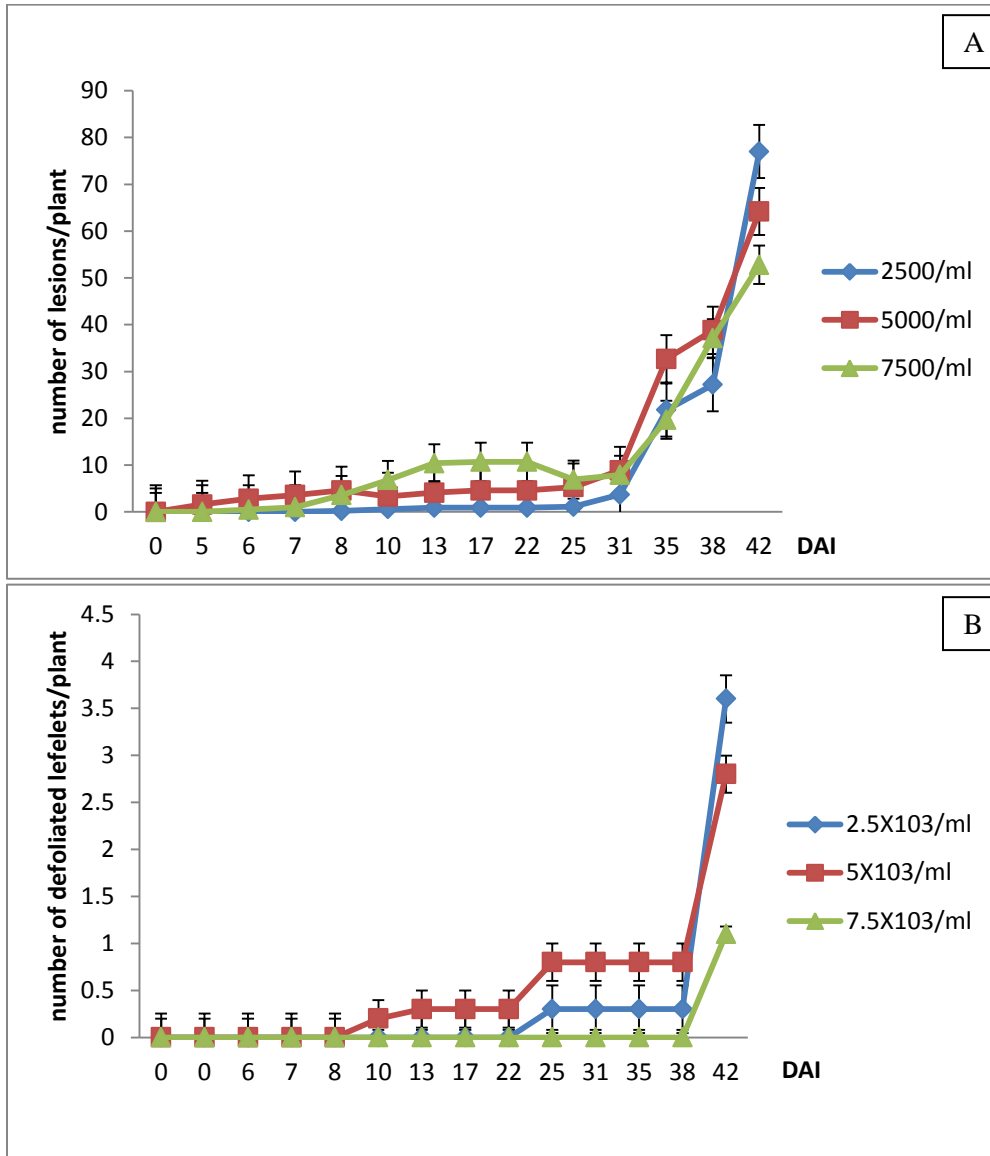 A
number of lesions/plant
90
80
70
60
50
40
30
20
10
0
0 5 6 7 8 10 13 17 22 25 31 35 38 42 DAI
2500/ml
5000/ml
7500/ml
B
number of defoliated lefelets/plant
4.5
4
3.5
3
2.5
2
1.5
1
0.5
0
0 0 6 7 8 10 13 17 22 25 31 35 38 42 DAI
2.5X103/ml
5X103/ml
7.5X103/ml